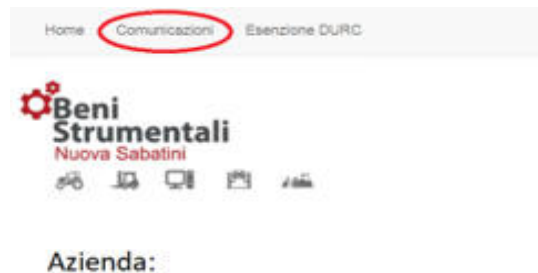 Home Comunicazioni Esenzione DURC
Beni
Strumentali
Nuova Sabatini
Azienda: